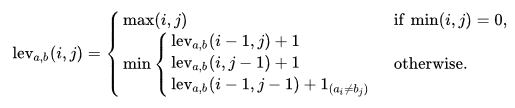 lev_{a,b}(i, j) = { max(i, j) if min(i, j) = 0,
min { lev_{a,b}(i − 1, j) + 1
lev_{a,b}(i, j − 1) + 1 otherwise.
lev_{a,b}(i − 1, j − 1) + 1_{(a_i≠b_j)}